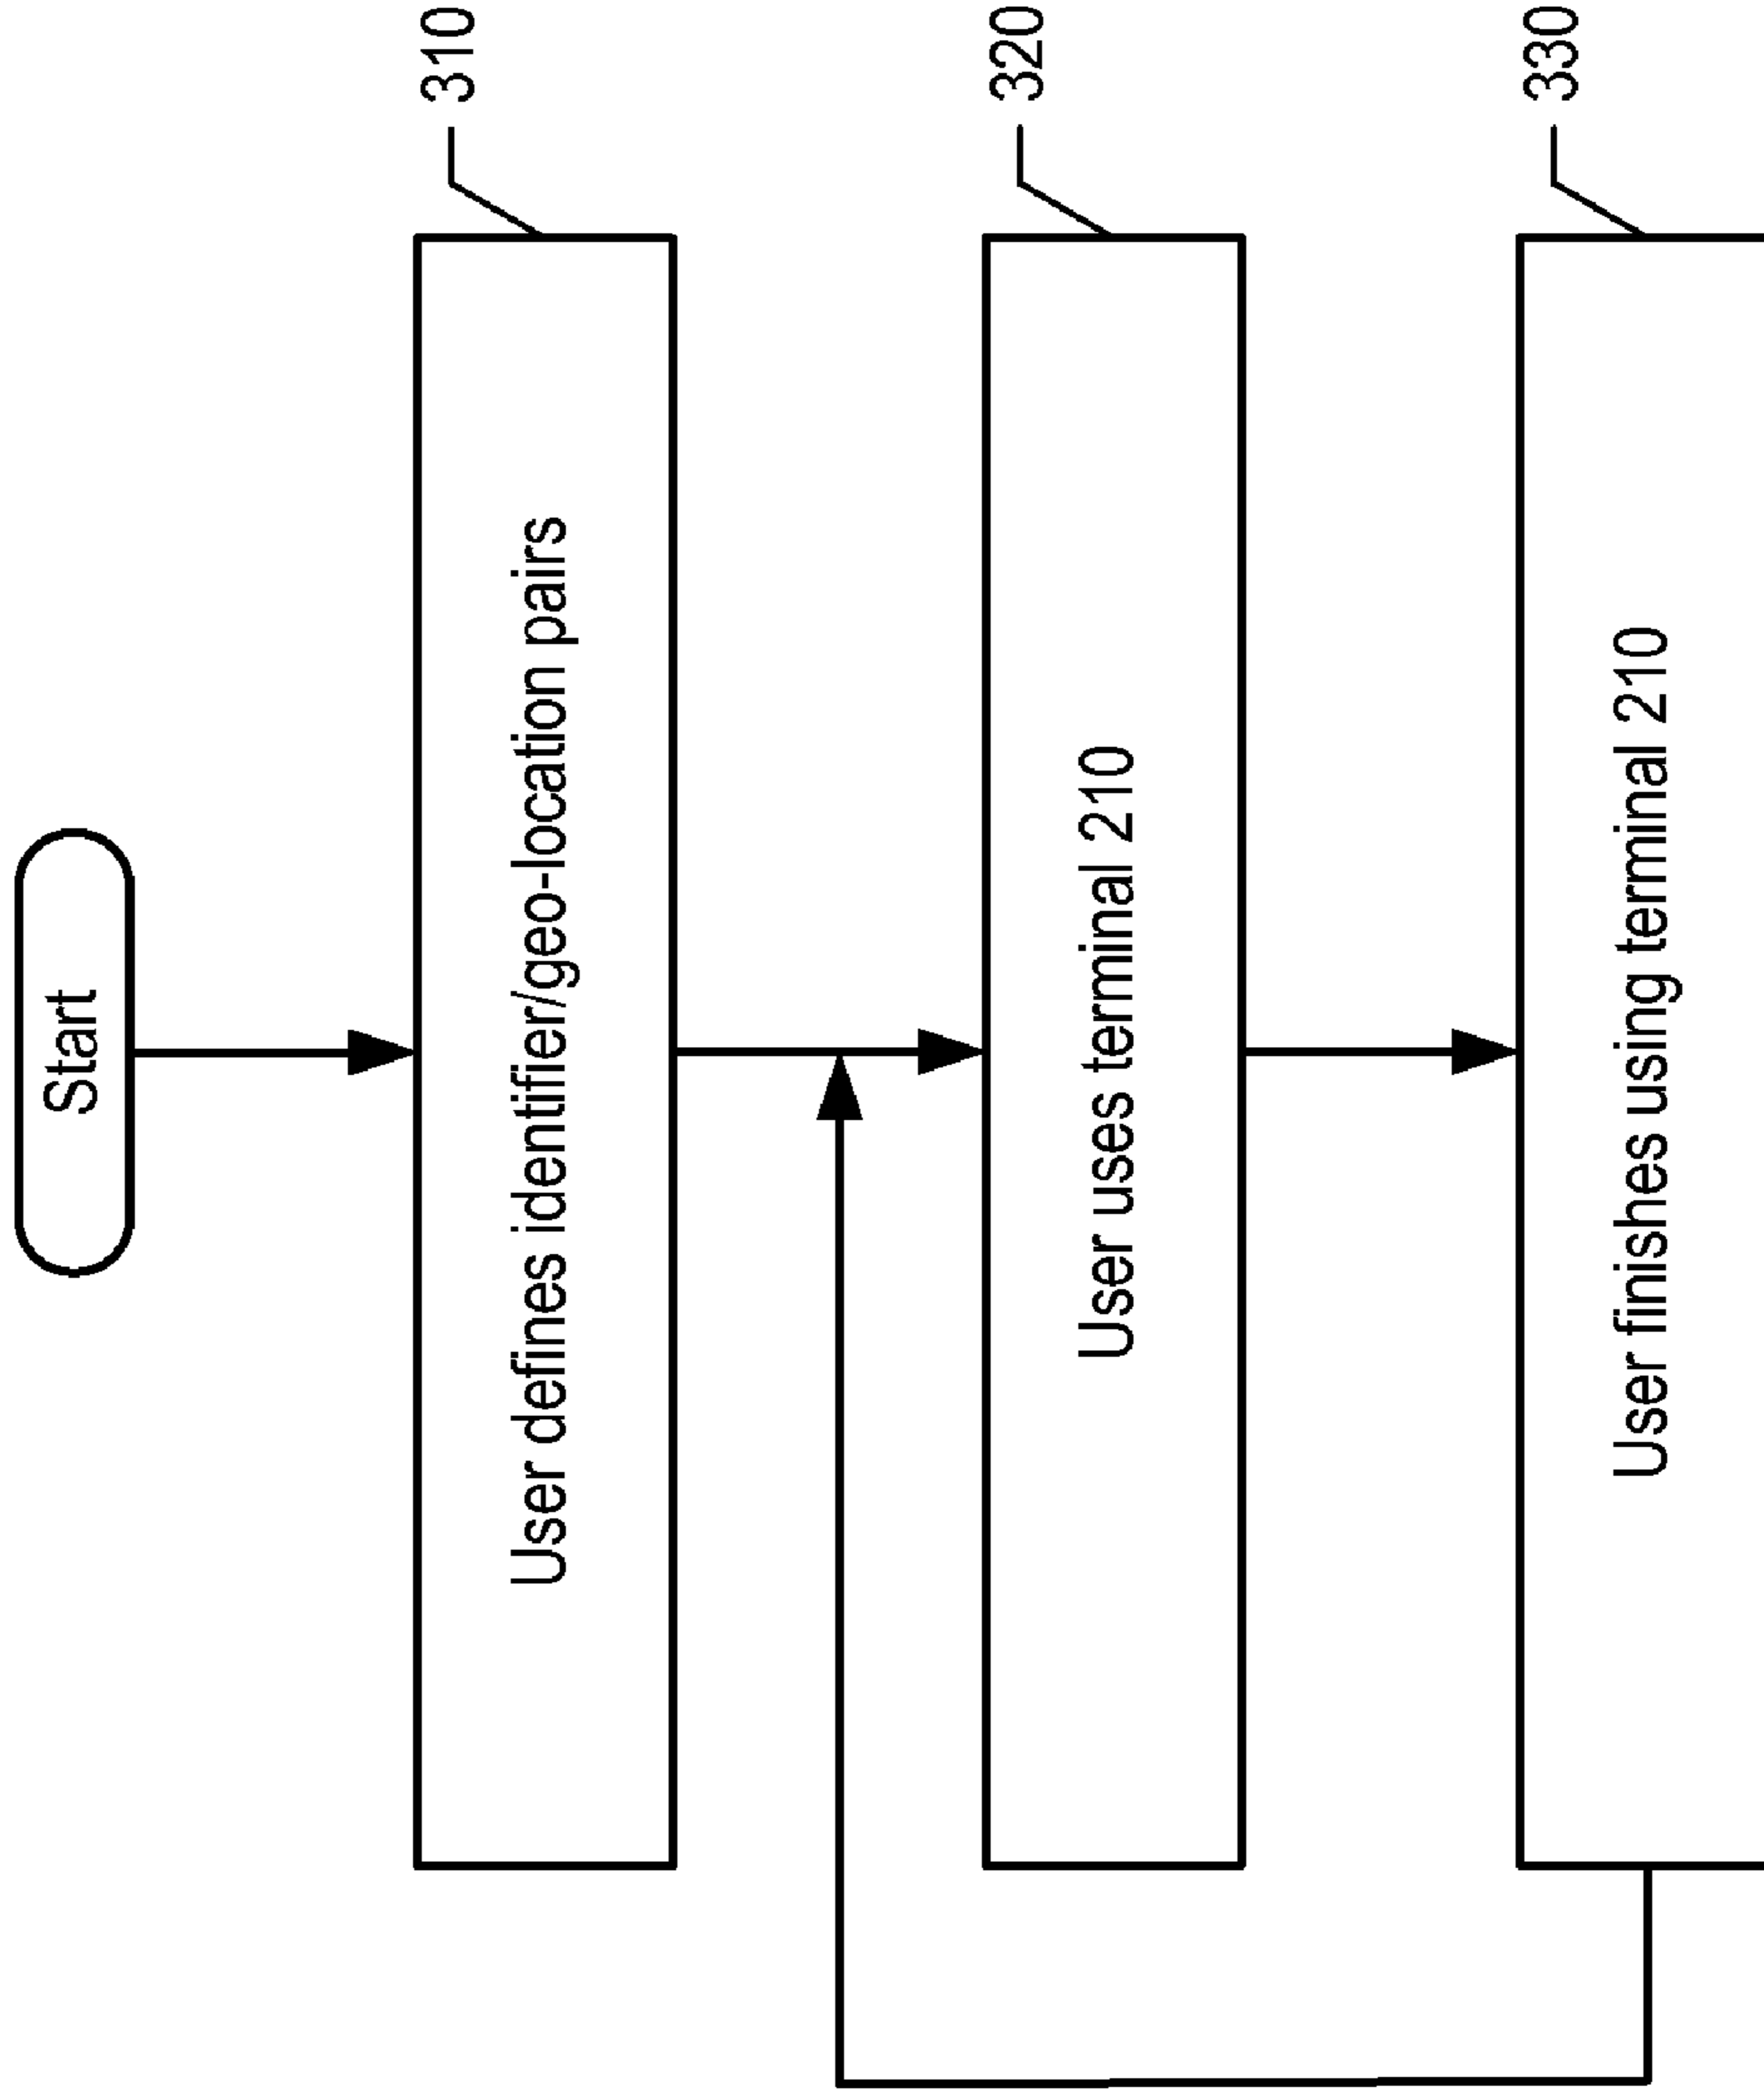 Start
310
User defines identifier/geo-location pairs
320
User uses terminal 210
330
User finishes using terminal 210